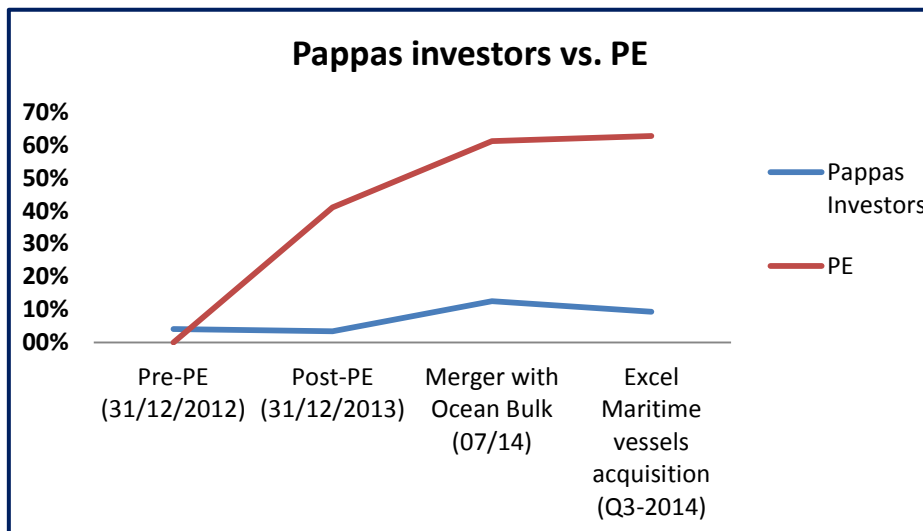 Pappas investors vs. PE
70%
60%
50%
40%
30%
20%
10%
00%
Pre-PE
(31/12/2012)
Post-PE
(31/12/2013)
Merger with
Ocean Bulk
(07/14)
Excel
Maritime
vessels
acquisition
(Q3-2014)
Pappas
Investors
PE